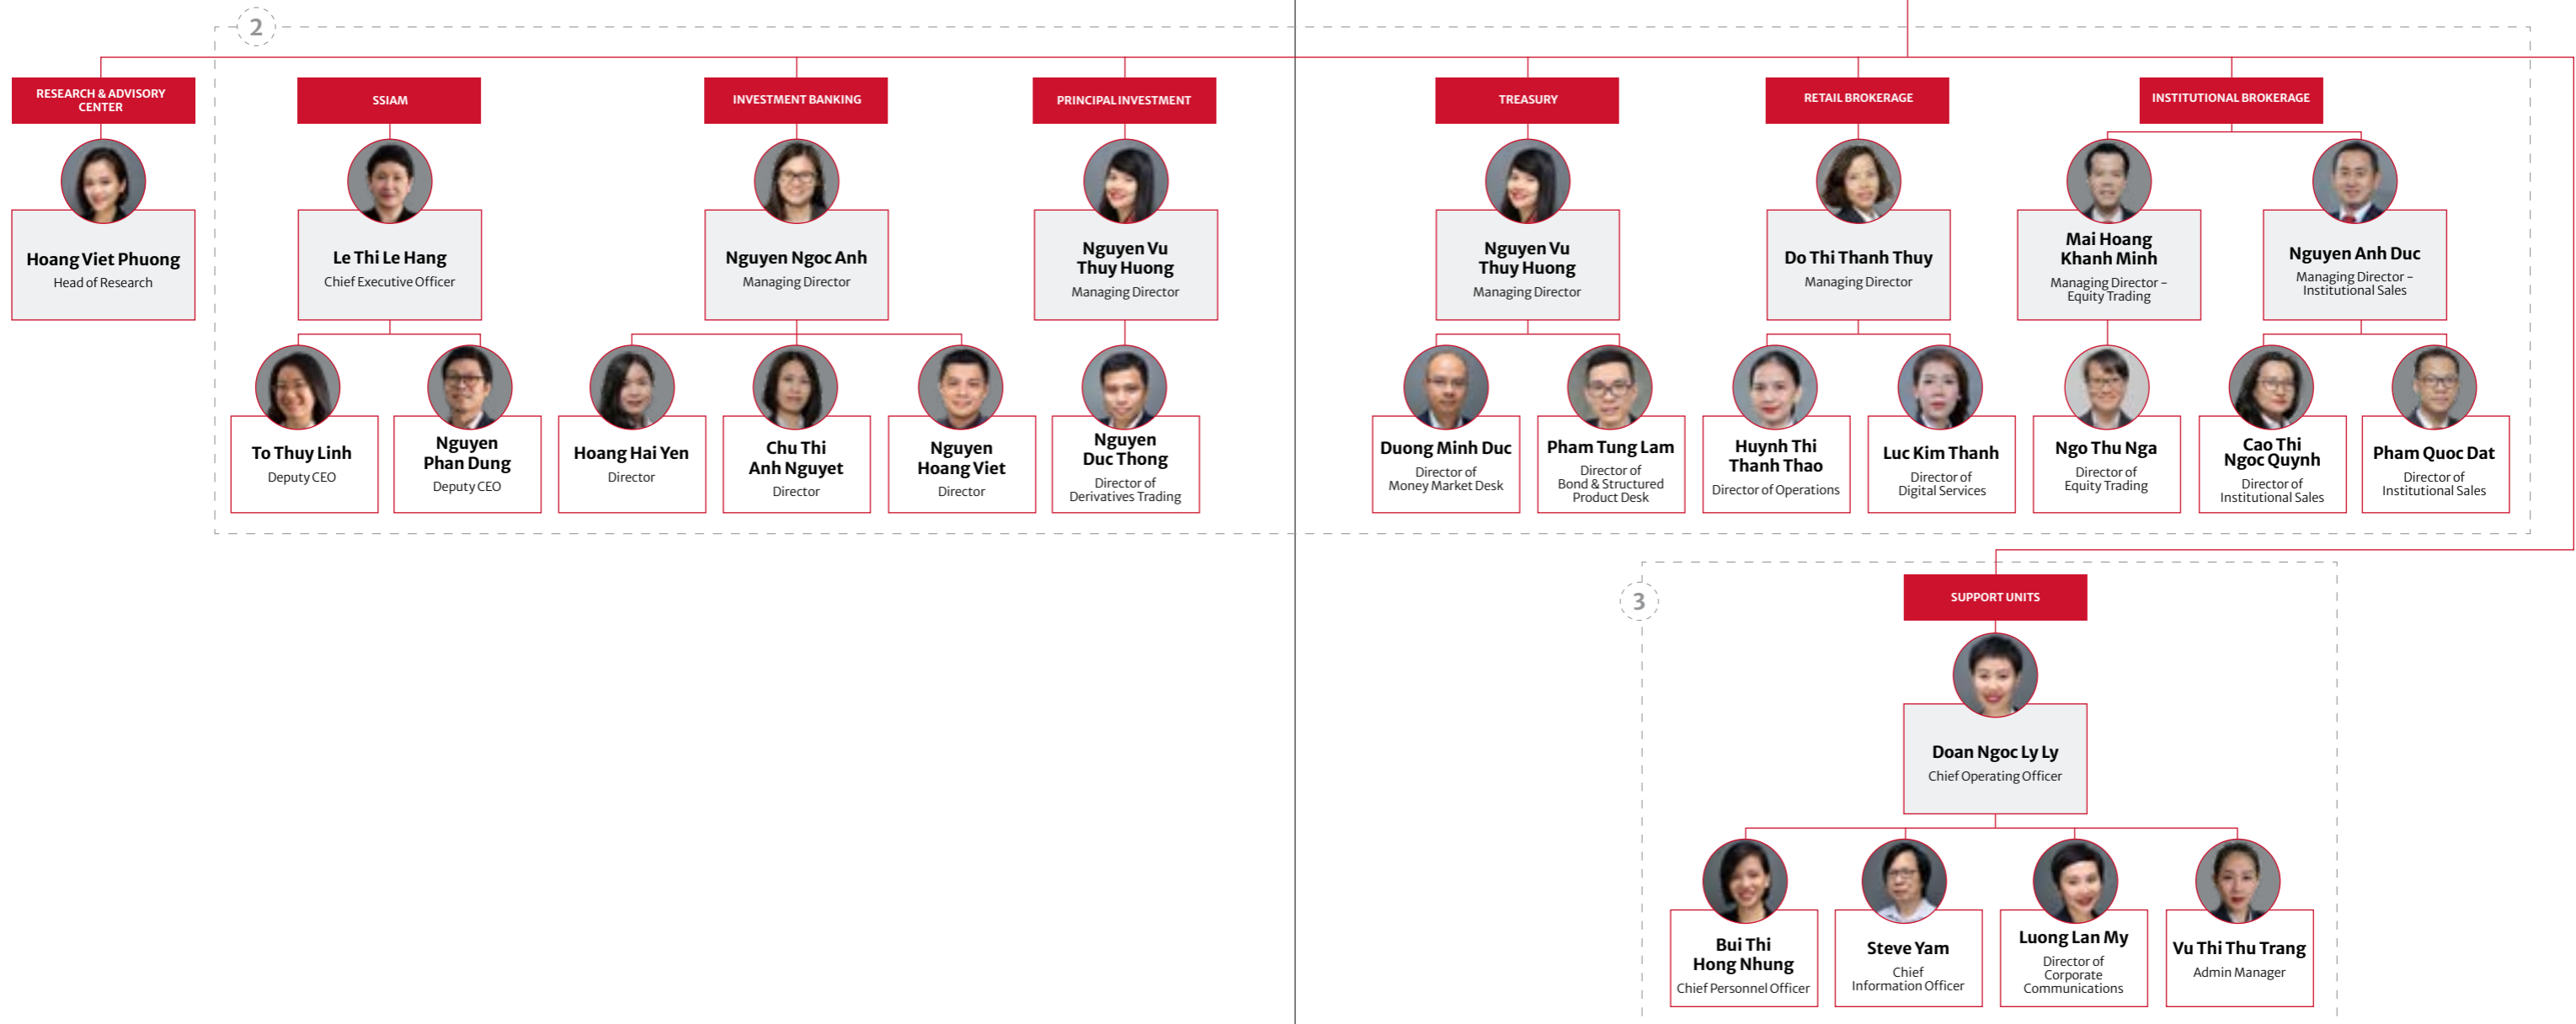 2
RESEARCH & ADVISORY
CENTER
Hoang Viet Phuong
Head of Research
SSIAM
Le Thi Le Hang
Chief Executive Officer
To Thuy Linh
Deputy CEO
Nguyen
Phan Dung
Deputy CEO
INVESTMENT BANKING
Nguyen Ngoc Anh
Managing Director
Hoang Hai Yen
Director
Chu Thi
Anh Nguyet
Director
Nguyen
Hoang Viet
Director
PRINCIPAL INVESTMENT
Nguyen Vu
Thuy Huong
Managing Director
Nguyen
Duc Thong
Director of
Derivatives Trading
TREASURY
Nguyen Vu
Thuy Huong
Managing Director
Duong Minh Duc
Director of
Money Market Desk
Pham Tung Lam
Director of
Bond & Structured
Product Desk
RETAIL BROKERAGE
Do Thi Thanh Thuy
Managing Director
Huynh Thi
Thanh Thao
Director of Operations
Luc Kim Thanh
Director of
Digital Services
INSTITUTIONAL BROKERAGE
Mai Hoang
Khanh Minh
Managing Director –
Equity Trading
Ngo Thu Nga
Director of
Equity Trading
Nguyen Anh Duc
Managing Director –
Institutional Sales
Cao Thi
Ngoc Quynh
Director of
Institutional Sales
Pham Quoc Dat
Director of
Institutional Sales
3
SUPPORT UNITS
Doan Ngoc Ly Ly
Chief Operating Officer
Bui Thi
Hong Nhung
Chief Personnel Officer
Steve Yam
Chief
Information Officer
Luong Lan My
Director of
Corporate
Communications
Vu Thi Thu Trang
Admin Manager